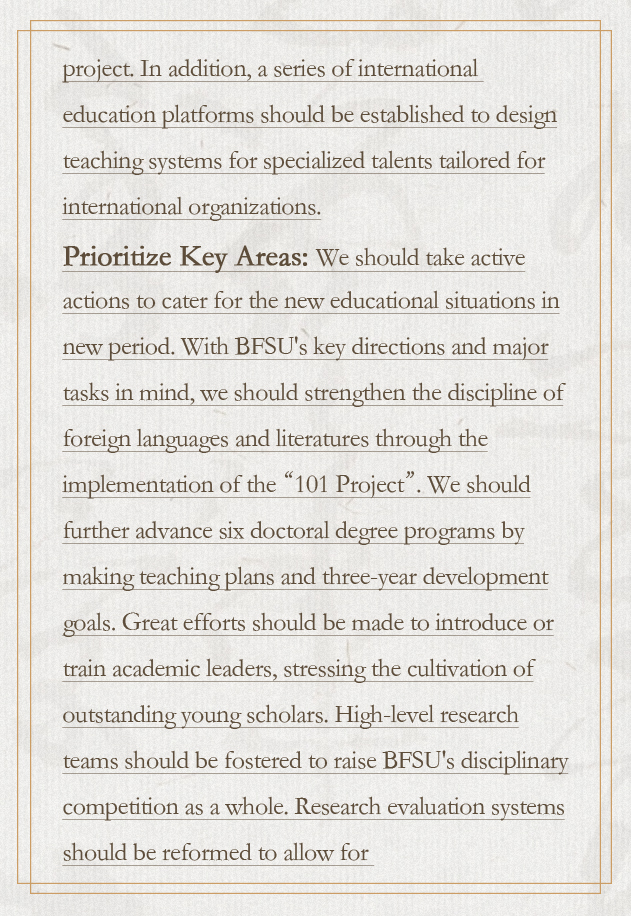 project. In addition, a series of international
education platforms should be established to design
teaching systems for specialized talents tailored for
international organizations.
Prioritize Key Areas: We should take active
actions to cater for the new educational situations in
new period. With BFSU's key directions and major
tasks in mind, we should strengthen the discipline of
foreign languages and literatures through the
implementation of the “101 Project”. We should
further advance six doctoral degree programs by
making teaching plans and three-year development
goals. Great efforts should be made to introduce or
train academic leaders, stressing the cultivation of
outstanding young scholars. High-level research
teams should be fostered to raise BFSU's disciplinary
competition as a whole. Research evaluation systems
should be reformed to allow for